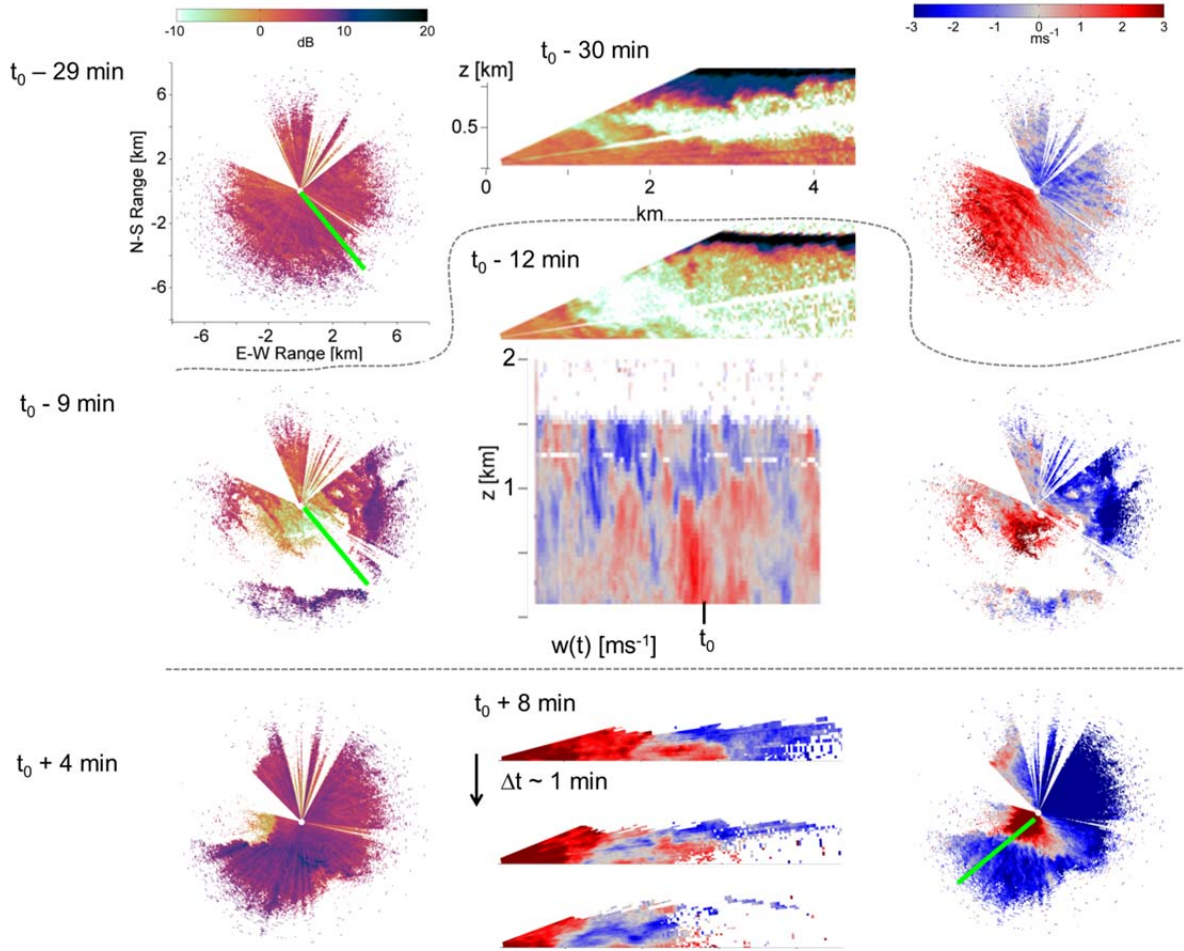 -10 0 10 20
dB
-3 -2 -1 0 1 2 3
ms-1
t0 – 29 min
t0 - 30 min
z [km]
0.5
0 2 4
km
6
2
-2
-6
N-S Range [km]
-6 -2 2 6
E-W Range [km]
t0 - 12 min
t0 - 9 min
2
1
z [km]
w(t) [ms-1]
t0
t0 + 4 min
t0 + 8 min
Δt ~ 1 min